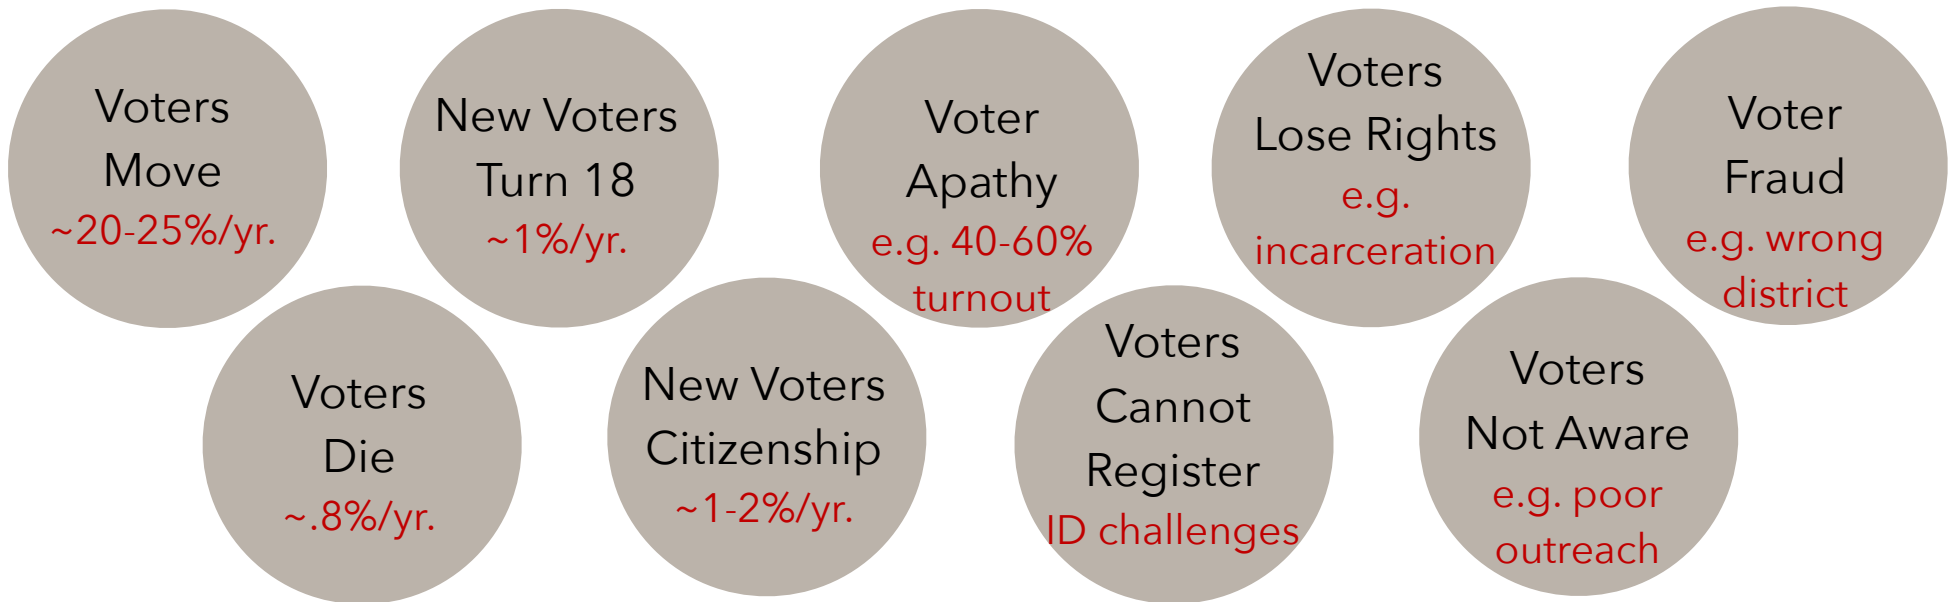 Voters
Move
~20-25%/yr.
New Voters
Turn 18
~1%/yr.
Voter
Apathy
e.g. 40-60%
turnout
Voters
Lose Rights
e.g.
incarceration
Voter
Fraud
e.g. wrong
district
Voters
Die
~.8%/yr.
New Voters
Citizenship
~1-2%/yr.
Voters
Cannot
Register
ID challenges
Voters
Not Aware
e.g. poor
outreach